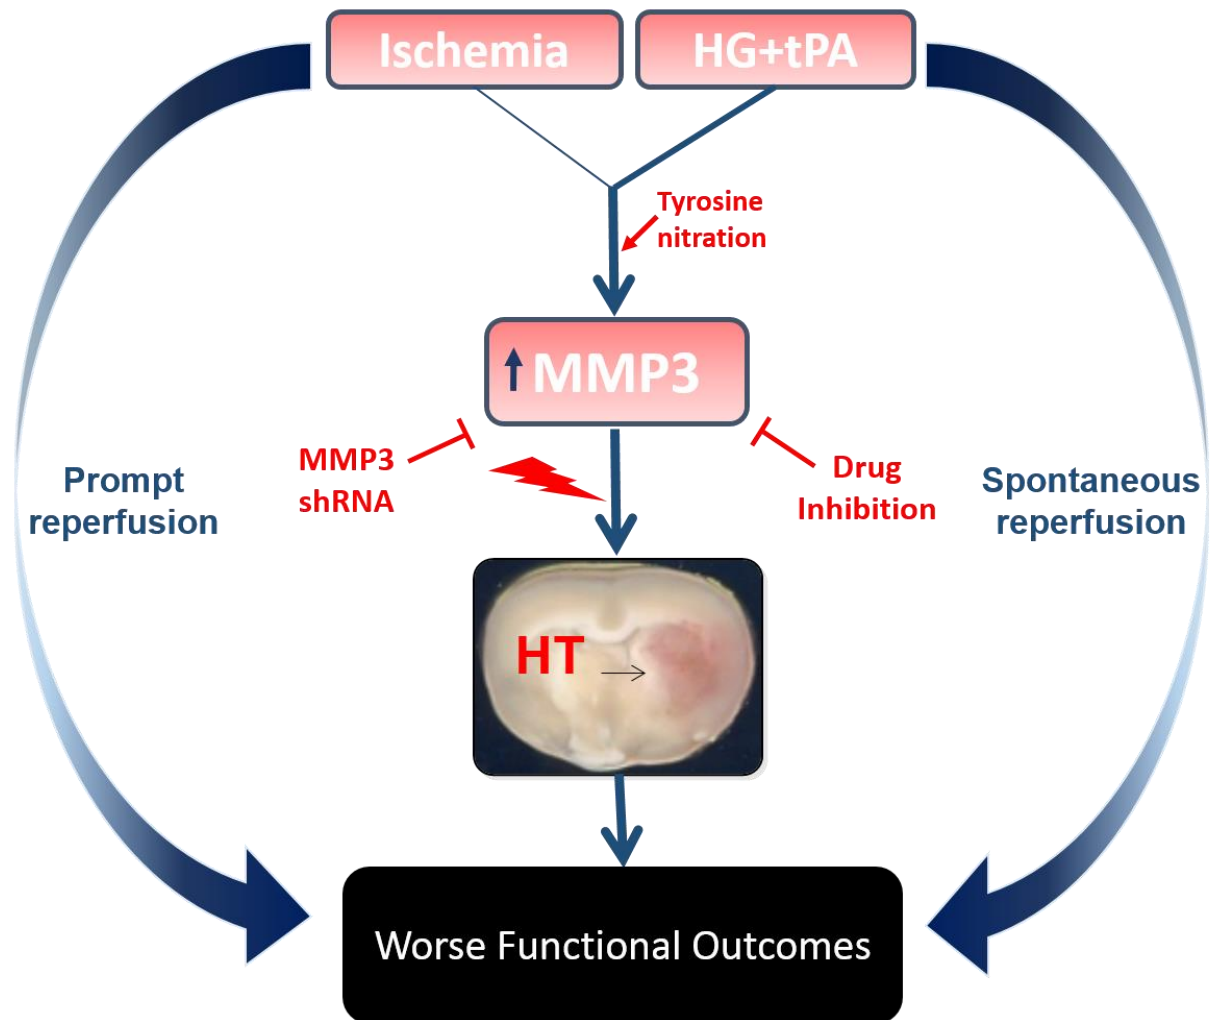 Ischemia
HG+tPA
Tyrosine
nitration
MMP3
MMP3
shRNA
Drug
Inhibition
Prompt
reperfusion
Spontaneous
reperfusion
HT
Worse Functional Outcomes